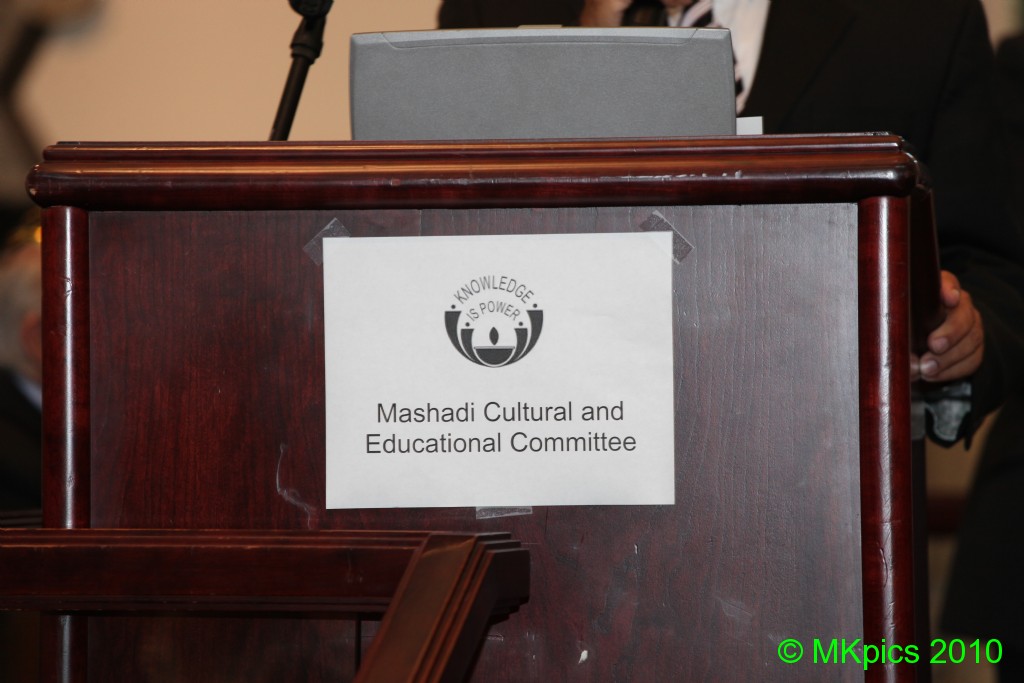 KNOWLEDGE
IS POWER
Mashadi Cultural and
Educational Committee
© MKpics 2010